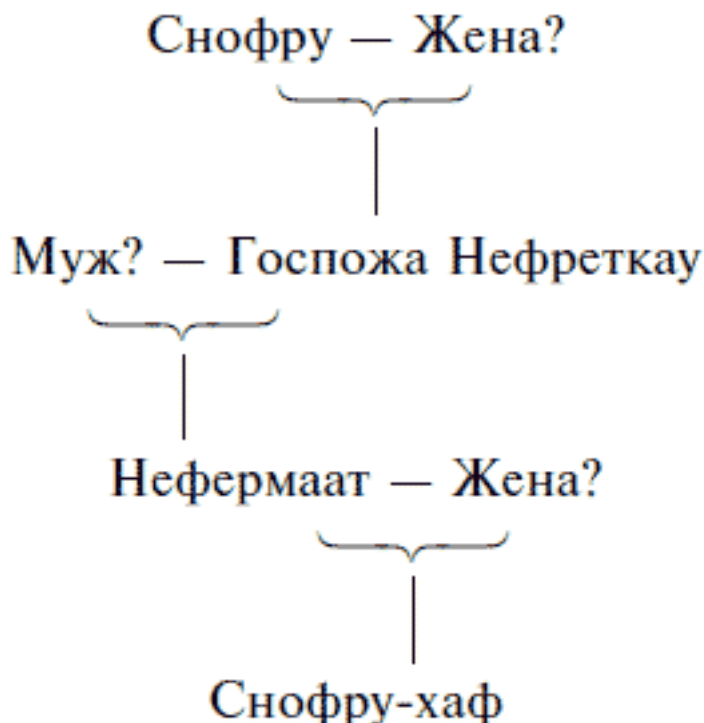 Снофру — Жена?
Муж? — Госпожа Нефреткау
Нефермаат — Жена?
Снофру-хаф